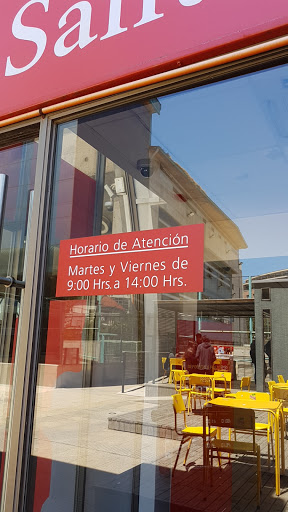 Horario de Atención
Martes y Viernes de
9:00 Hrs. a 14:00 Hrs.